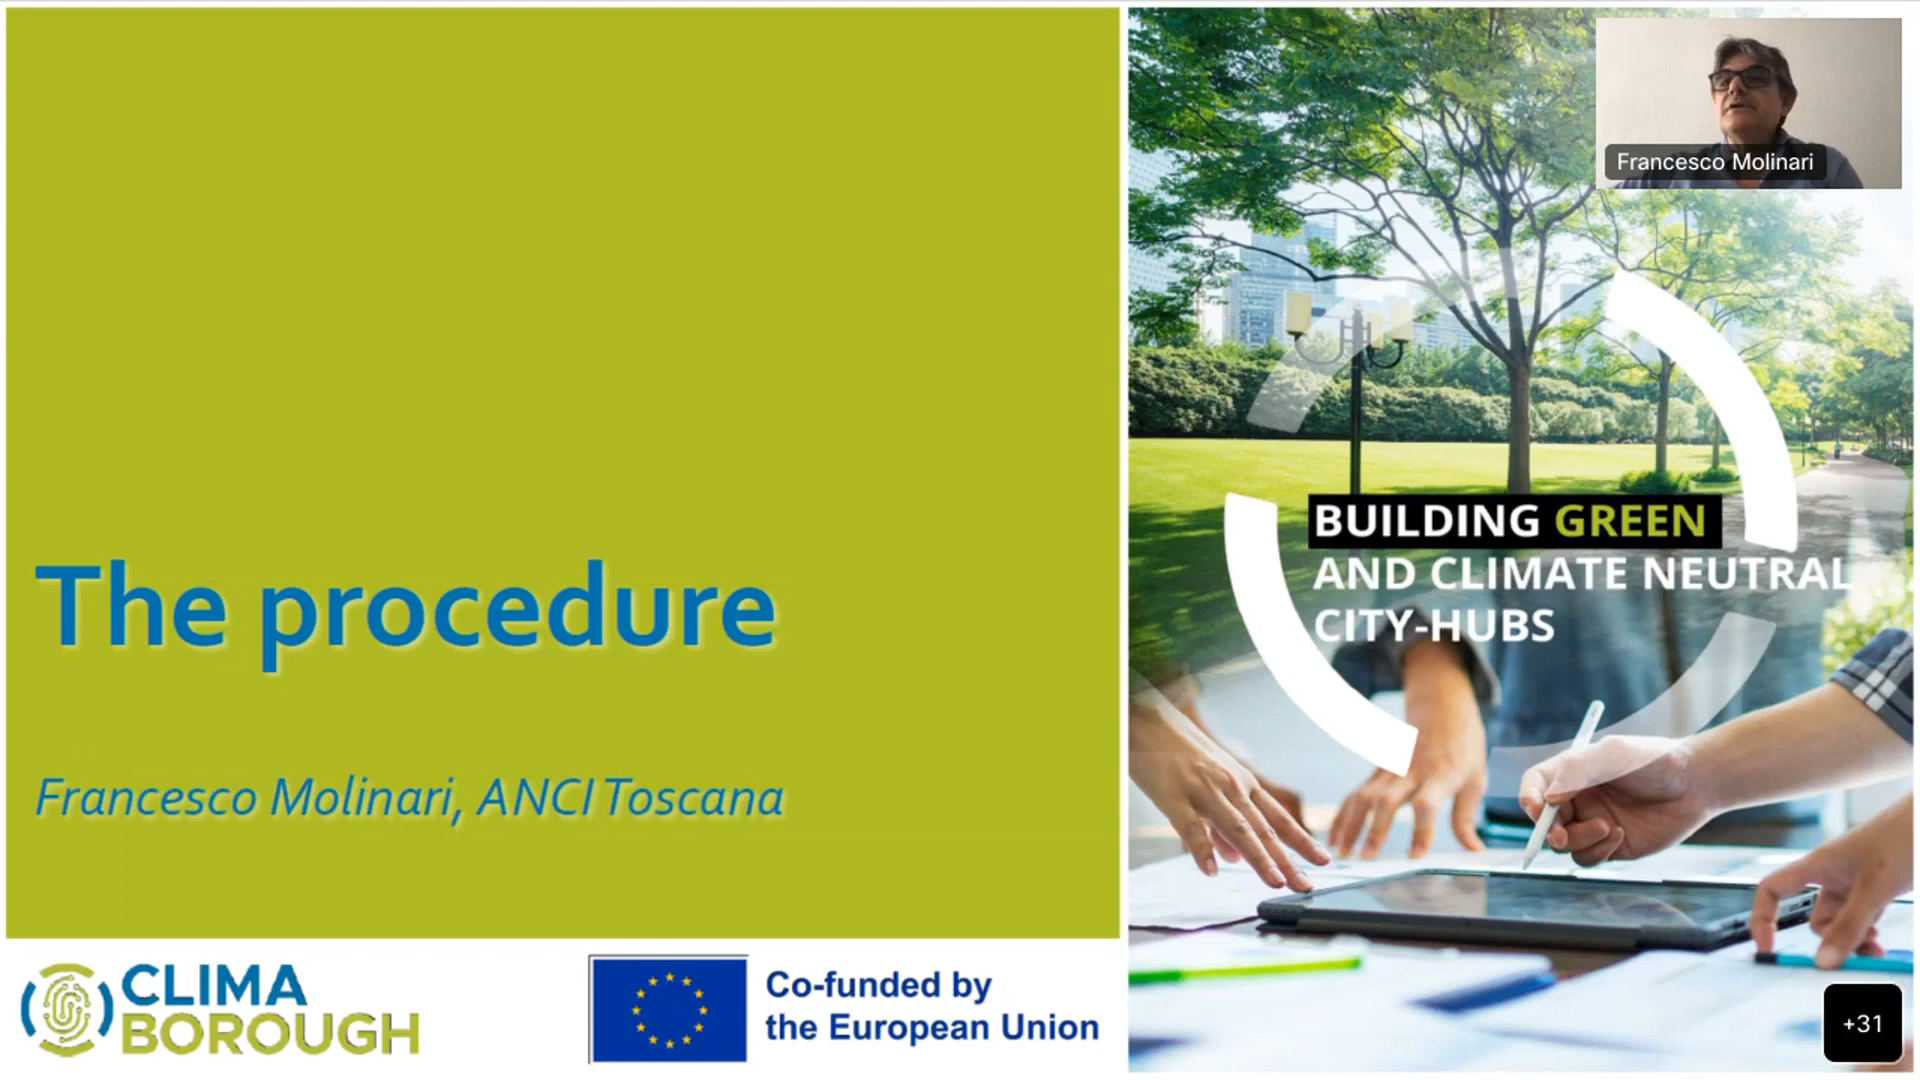 The procedure
Francesco Molinari, ANCI Toscana
CLIMA
BOROUGH
Co-funded by
the European Union
Francesco Molinari
BUILDING GREEN
AND CLIMATE NEUTRAL
CITY-HUBS
+31